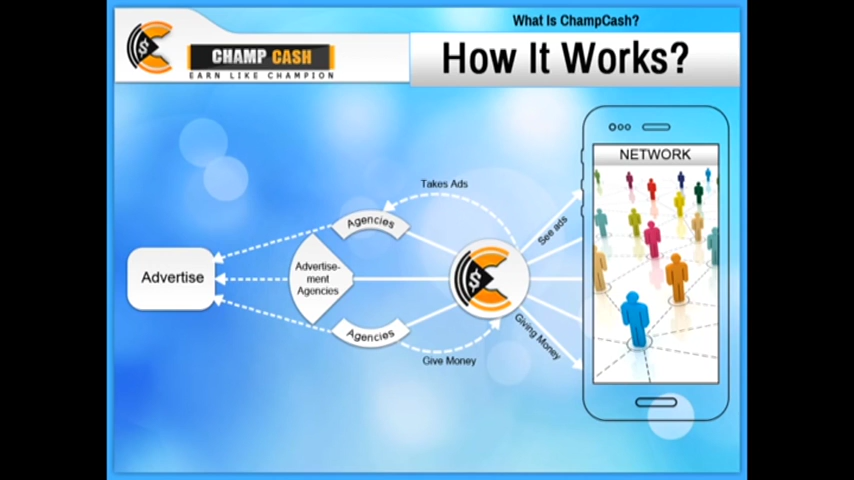 What Is ChampCash?
How It Works?
CHAMP CASH
EARN LIKE CHAMPION
NETWORK
Takes Ads
Agencies
See ads
Advertise
Advertise-
ment
Agencies
$
Agencies
Giving Money
Give Money